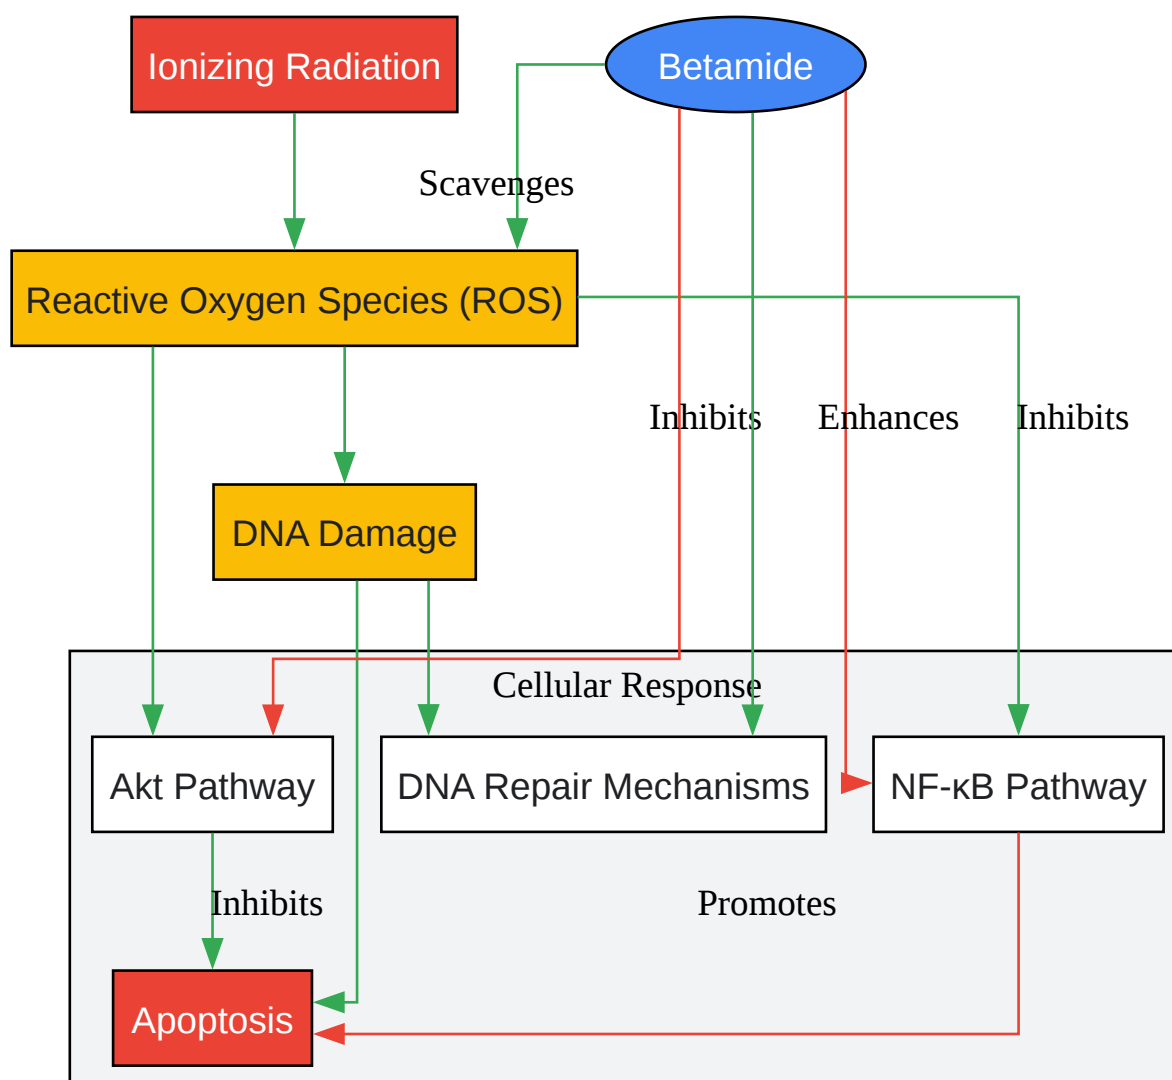 Ionizing Radiation
Betamide
Scavenges
Reactive Oxygen Species (ROS)
Inhibits
Enhances
Inhibits
DNA Damage
Cellular Response
Akt Pathway
DNA Repair Mechanisms
NF-κB Pathway
Inhibits
Promotes
Apoptosis